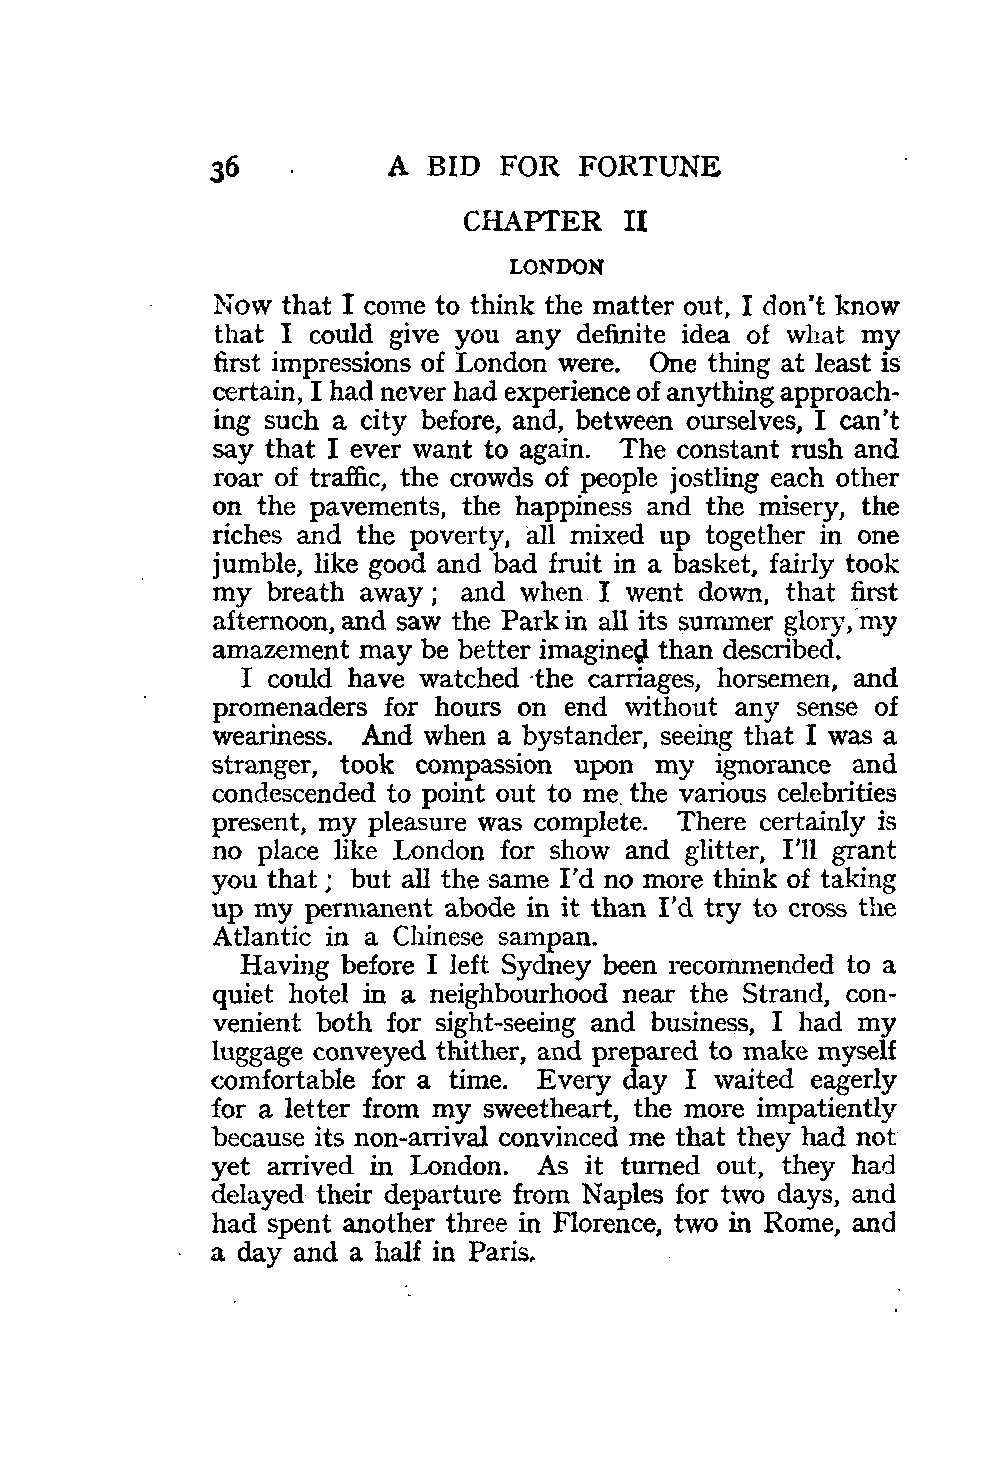 36 A BID FOR FORTUNE
CHAPTER II
LONDON
Now that I come to think the matter out, I don't know
that I could give you any definite idea of what my
first impressions of London were. One thing at least is
certain, I had never had experience of anything approach-
ing such a city before, and, between ourselves, I can't
say that I ever want to again. The constant rush and
roar of traffic, the crowds of people jostling each other
on the pavements, the happiness and the misery, the
riches and the poverty, all mixed up together in one
jumble, like good and bad fruit in a basket, fairly took
my breath away ; and when I went down, that first
afternoon, and saw the Park in all its summer glory, my
amazement may be better imagined than described.
I could have watched the carriages, horsemen, and
promenaders for hours on end without any sense of
weariness. And when a bystander, seeing that I was a
stranger, took compassion upon my ignorance and
condescended to point out to me the various celebrities
present, my pleasure was complete. There certainly is
no place like London for show and glitter, I'll grant
you that ; but all the same I'd no more think of taking
up my permanent abode in it than I'd try to cross the
Atlantic in a Chinese sampan.
Having before I left Sydney been recommended to a
quiet hotel in a neighbourhood near the Strand, con-
venient both for sight-seeing and business, I had my
luggage conveyed thither, and prepared to make myself
comfortable for a time. Every day I waited eagerly
for a letter from my sweetheart, the more impatiently
because its non-arrival convinced me that they had not
yet arrived in London. As it turned out, they had
delayed their departure from Naples for two days, and
had spent another three in Florence, two in Rome, and
a day and a half in Paris.